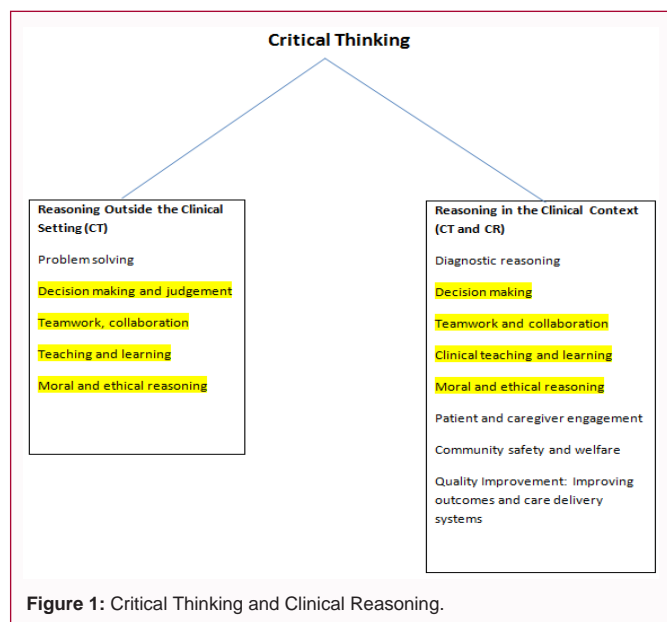 Critical Thinking
Reasoning Outside the Clinical
Setting (CT)
Problem solving
Decision making and judgement
Teamwork, collaboration
Teaching and learning
Moral and ethical reasoning
Reasoning in the Clinical Context
(CT and CR)
Diagnostic reasoning
Decision making
Teamwork and collaboration
Clinical teaching and learning
Moral and ethical reasoning
Patient and caregiver engagement
Community safety and welfare
Quality Improvement: Improving
outcomes and care delivery
systems
Figure 1: Critical Thinking and Clinical Reasoning.